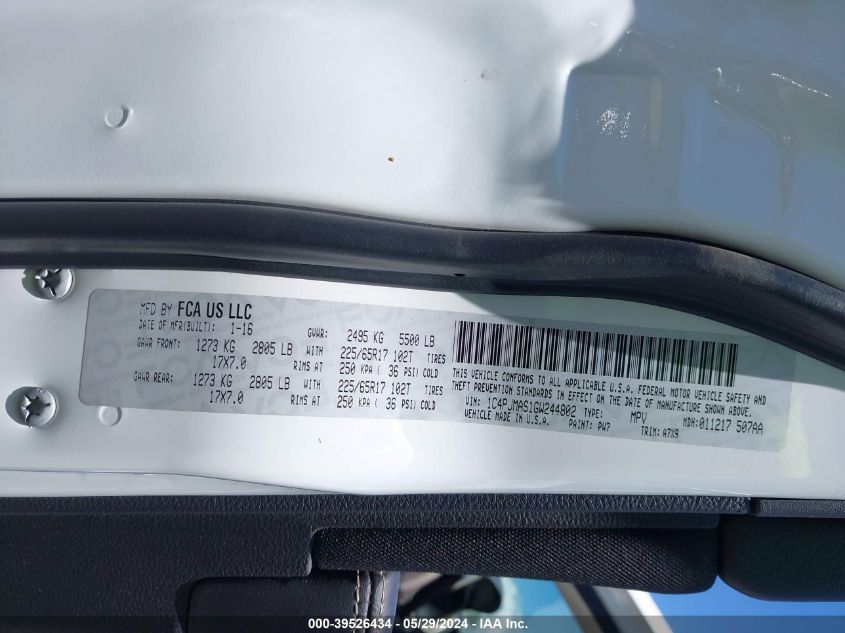 MFD BY FCA US LLC
DATE OF MFR(BUILT): 1-16 GVWR: 2495 KG 5500 LB
GAWR FRONT: 1273 KG 2805 LB WITH 225/65R17 102T TIRES
17X7.0 RIMS AT 250 KPA ( 36 PSI) COLD
GAWR REAR: 1273 KG 2805 LB WITH 225/65R17 102T TIRES
17X7.0 RIMS AT 250 KPA ( 36 PSI) COLD
THIS VEHICLE CONFORMS TO ALL APPLICABLE U.S.A. FEDERAL MOTOR VEHICLE SAFETY AND
THEFT PREVENTION STANDARDS IN EFFECT ON THE DATE OF MANUFACTURE SHOWN ABOVE.
VIN: 1C4PJMAS1GW244802 TYPE: MPV MDH: 011217 507AA
VEHICLE MADE IN U.S.A. PAINT: PW7 TRIM: A7X9
000-39526434 - 05/29/2024 - IAA Inc.